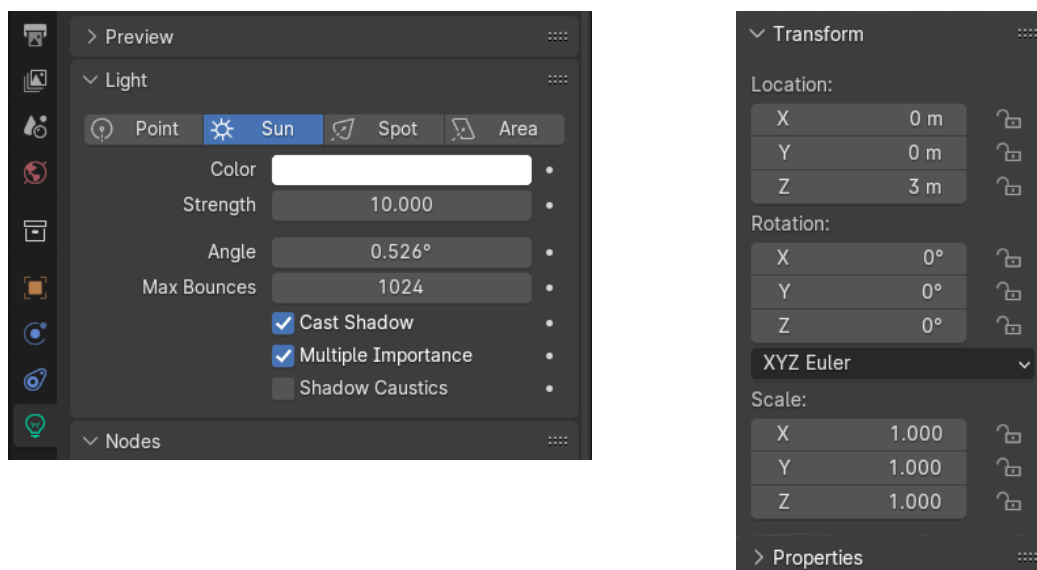 Preview
Light
Point Sun Spot Area
Color
Strength 10.000
Angle 0.526°
Max Bounces 1024
Cast Shadow
Multiple Importance
Shadow Caustics
Nodes
Transform
Location:
X 0 m
Y 0 m
Z 3 m
Rotation:
X 0°
Y 0°
Z 0°
XYZ Euler
Scale:
X 1.000
Y 1.000
Z 1.000
Properties